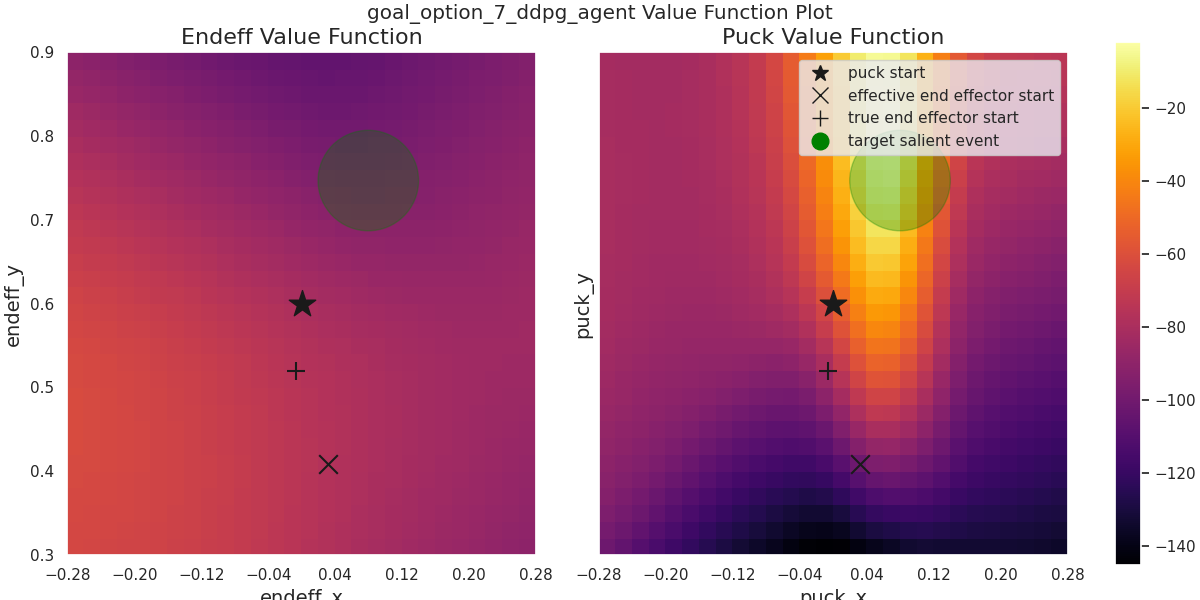 goal_option_7_ddpg_agent Value Function Plot
Endeff Value Function
Puck Value Function
0.9
0.8
0.7
0.6
0.5
0.4
0.3
endeff_y
−0.28 −0.20 −0.12 −0.04 0.04 0.12 0.20 0.28
endeff_x
puck_y
puck start
effective end effector start
true end effector start
target salient event
−0.28 −0.20 −0.12 −0.04 0.04 0.12 0.20 0.28
puck_x
−20
−40
−60
−80
−100
−120
−140